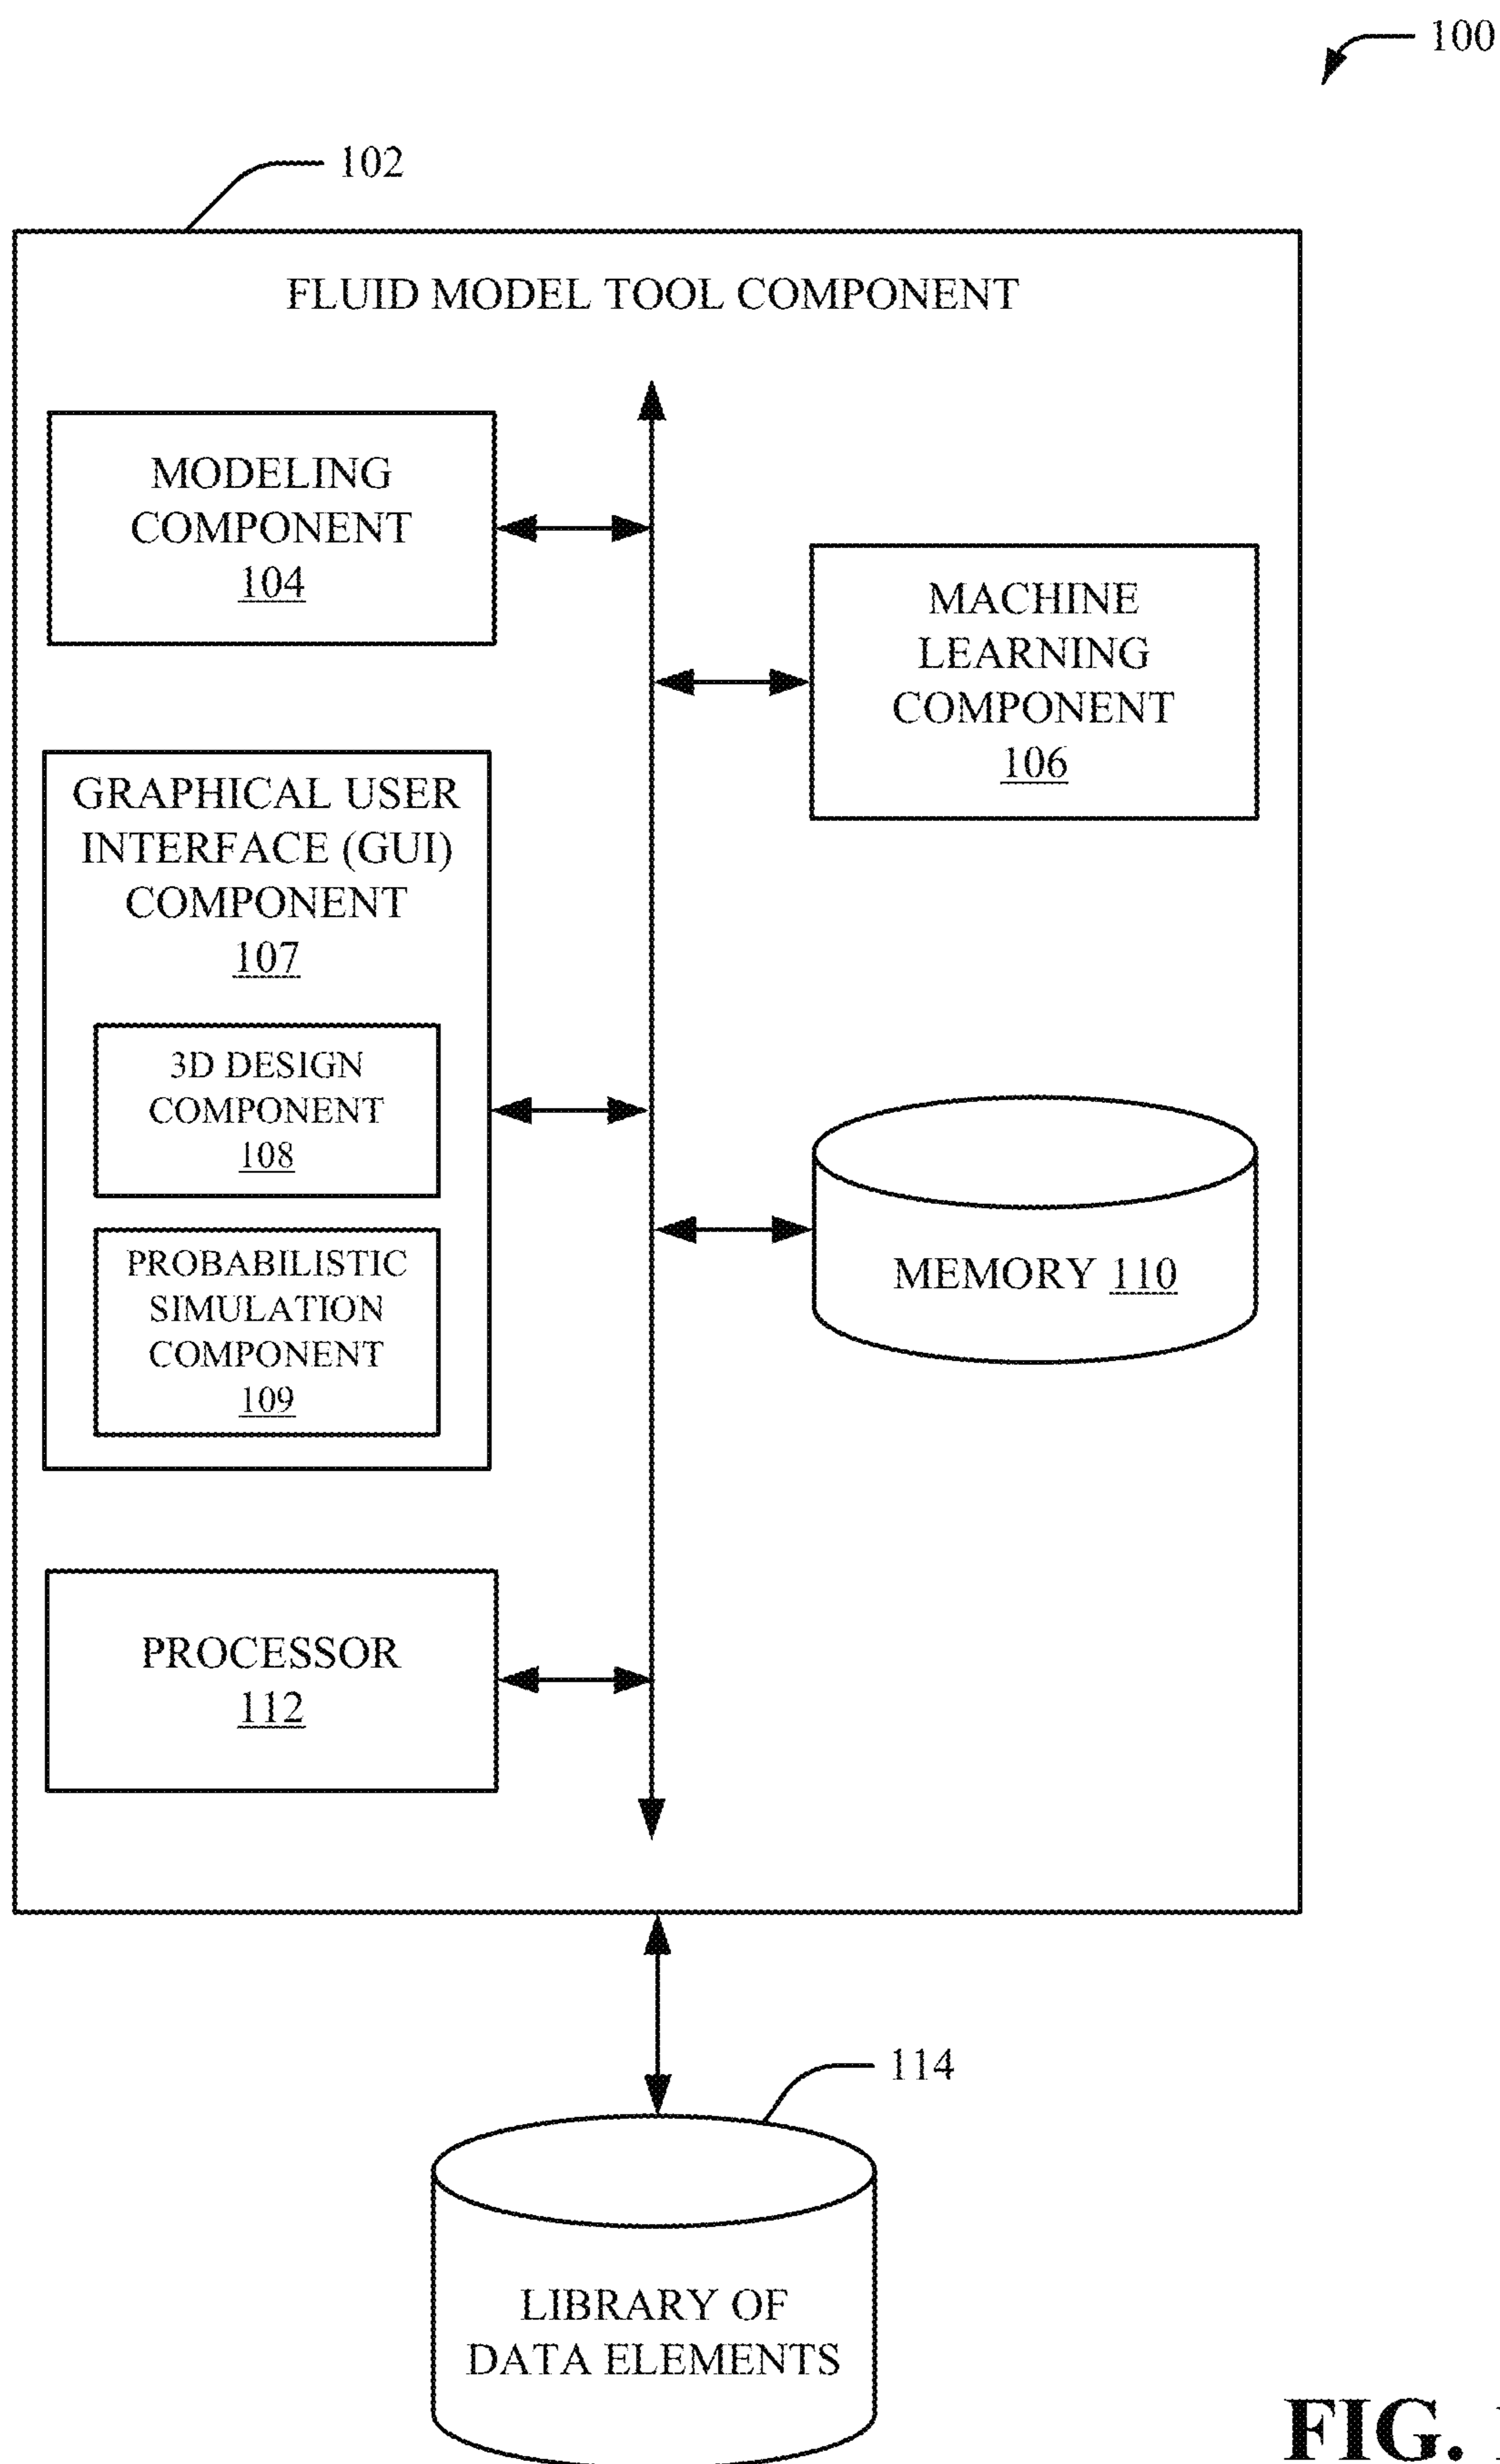 100
102
FLUID MODEL TOOL COMPONENT
MODELING
COMPONENT
104
MACHINE
LEARNING
COMPONENT
106
GRAPHICAL USER
INTERFACE (GUI)
COMPONENT
107
3D DESIGN
COMPONENT
108
PROBABILISTIC
SIMULATION
COMPONENT
109
MEMORY 110
PROCESSOR
112
114
LIBRARY OF
DATA ELEMENTS
FIG.